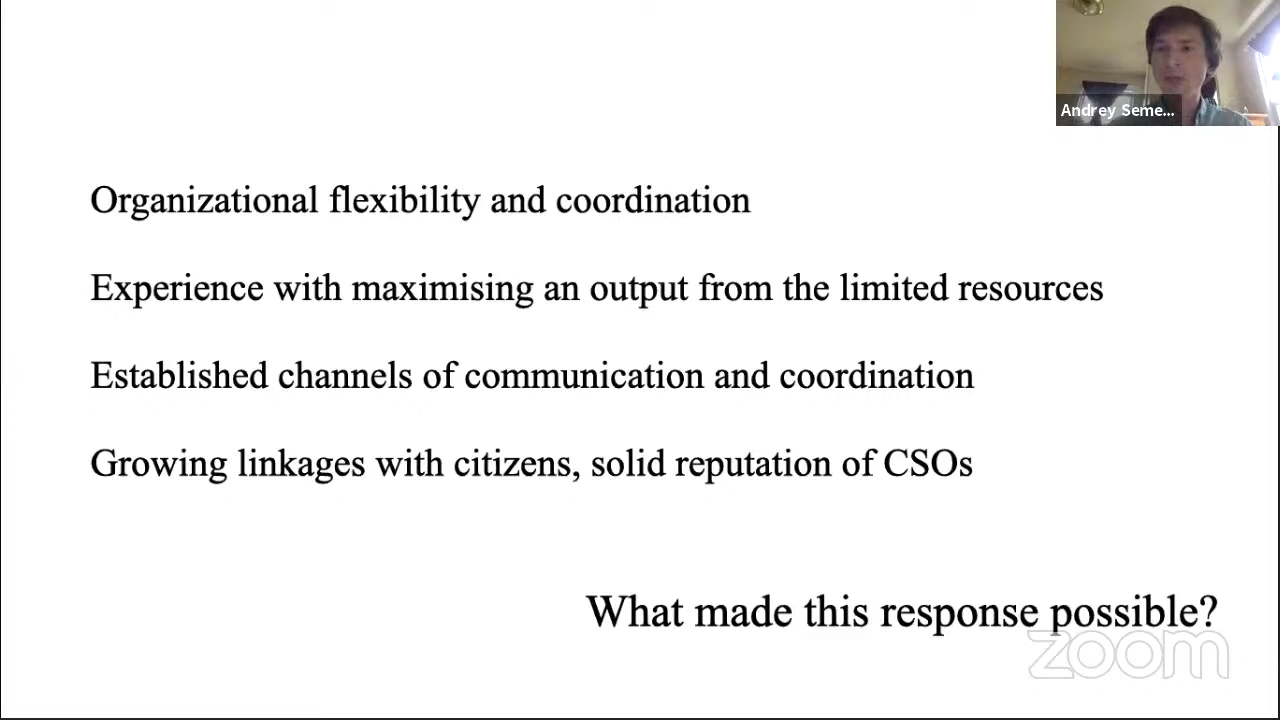 Andrey Seme...
Organizational flexibility and coordination
Experience with maximising an output from the limited resources
Established channels of communication and coordination
Growing linkages with citizens, solid reputation of CSOs
What made this response possible?
zoom